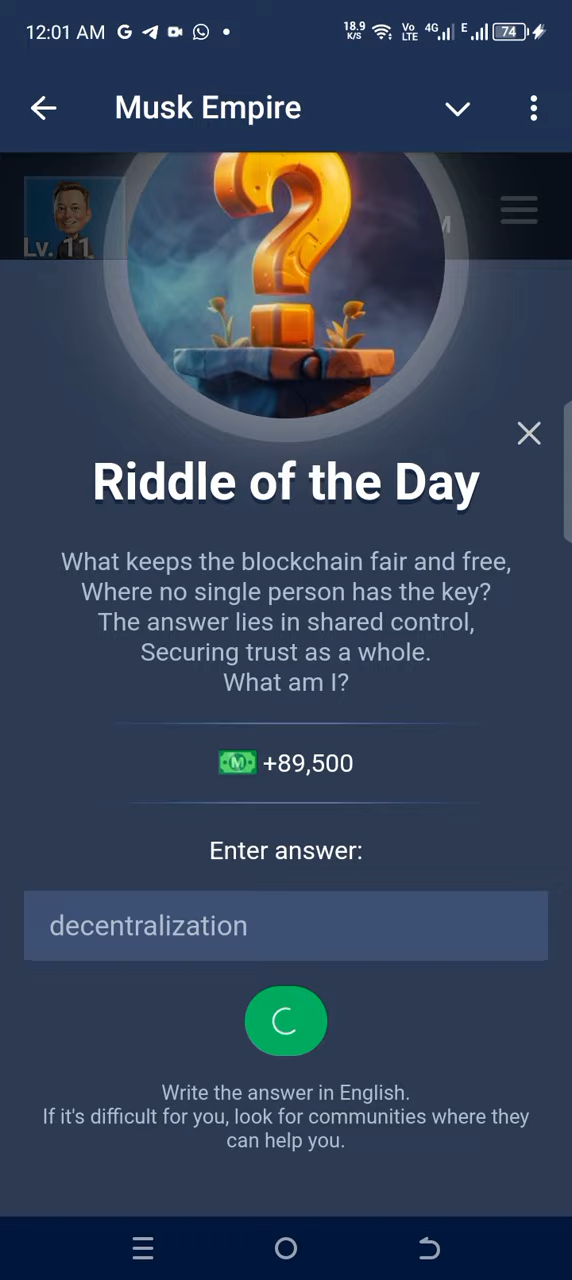 12:01 AM
18.9 K/S
Vo LTE
4G
E
74
Musk Empire
Lv. 11
M
Riddle of the Day
What keeps the blockchain fair and free,
Where no single person has the key?
The answer lies in shared control,
Securing trust as a whole.
What am I?
M +89,500
Enter answer:
decentralization
Write the answer in English.
If it's difficult for you, look for communities where they
can help you.